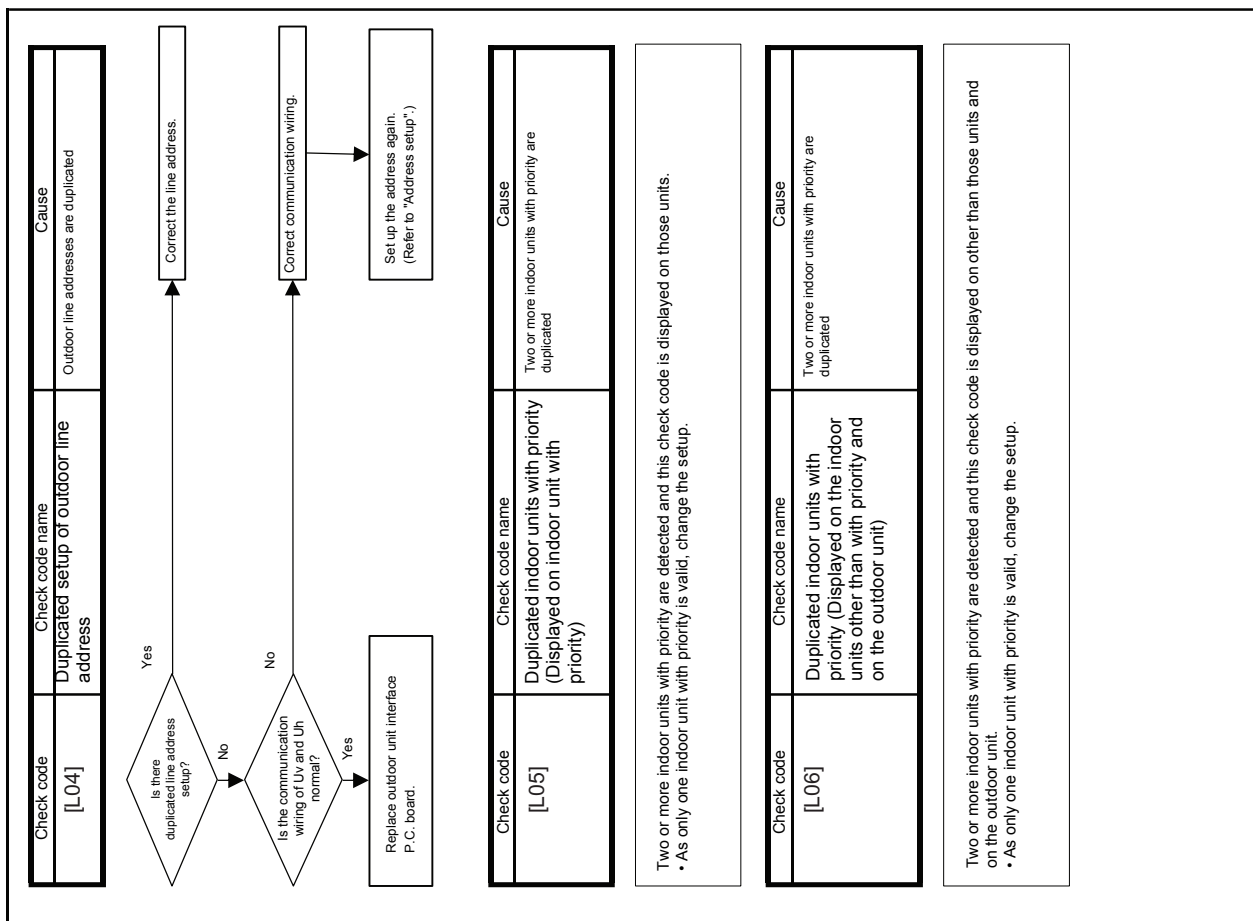 Check code
Check code name
Cause
[L04]
Duplicated setup of outdoor line
address
Outdoor line addresses are duplicated
Is there
duplicated line address
setup?
Yes
Correct the line address.
No
Is the communication
wiring of Uv and Uh
normal?
No
Correct communication wiring.
Yes
Replace outdoor unit interface
P.C. board.
Set up the address again.
(Refer to "Address setup".)
Check code
Check code name
Cause
[L05]
Duplicated indoor units with priority
(Displayed on indoor unit with
priority)
Two or more indoor units with priority are
duplicated
Two or more indoor units with priority are detected and this check code is displayed on those units.
• As only one indoor unit with priority is valid, change the setup.
Check code
Check code name
Cause
[L06]
Duplicated indoor units with
priority (Displayed on the indoor
units other than with priority and
on the outdoor unit)
Two or more indoor units with priority are
duplicated
Two or more indoor units with priority are detected and this check code is displayed on other than those units and
on the outdoor unit.
• As only one indoor unit with priority is valid, change the setup.